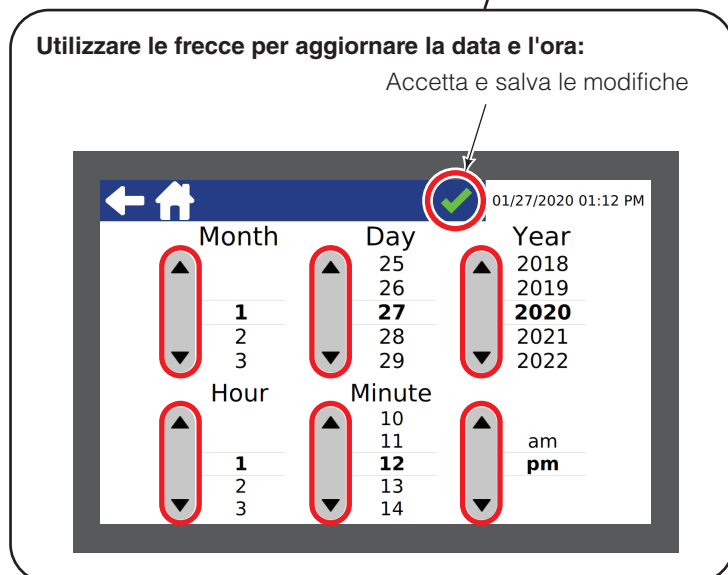 Utilizzare le frecce per aggiornare la data e l'ora:
Accetta e salva le modifiche
01/27/2020 01:12 PM
Month Day Year
25 2018
26 2019
1 27 2020
2 28 2021
3 29 2022
Hour Minute
10
11 am
1 12 pm
2 13
3 14